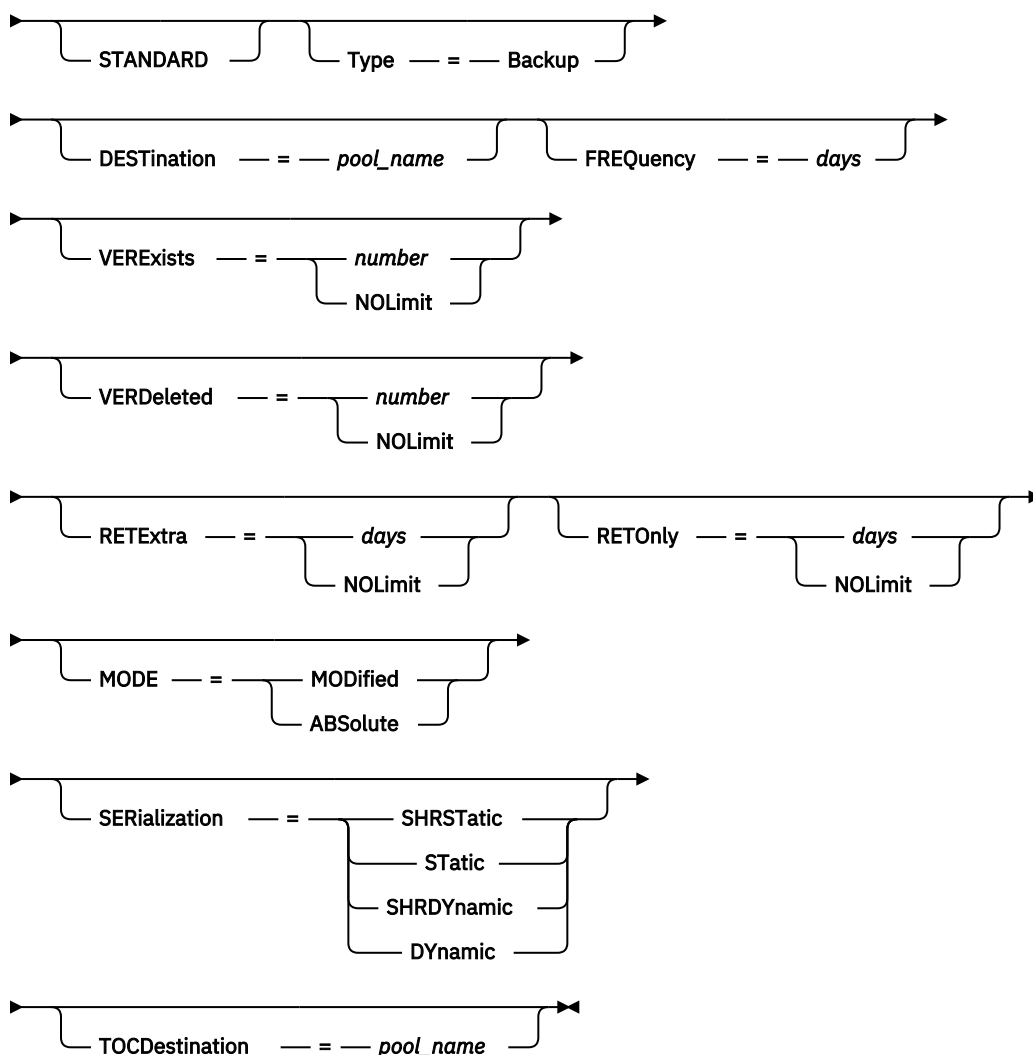 STANDARD Type = Backup
DESTination = pool_name FREQuency = days
VERExists = number
NOLimit
VERDeleted = number
NOLimit
RETExtra = days RETOnly = days
NOLimit NOLimit
MODE = MODified
ABSolute
SERialization = SHRSTatic
STatic
SHRDYnamic
DYnamic
TOCDestination = pool_name